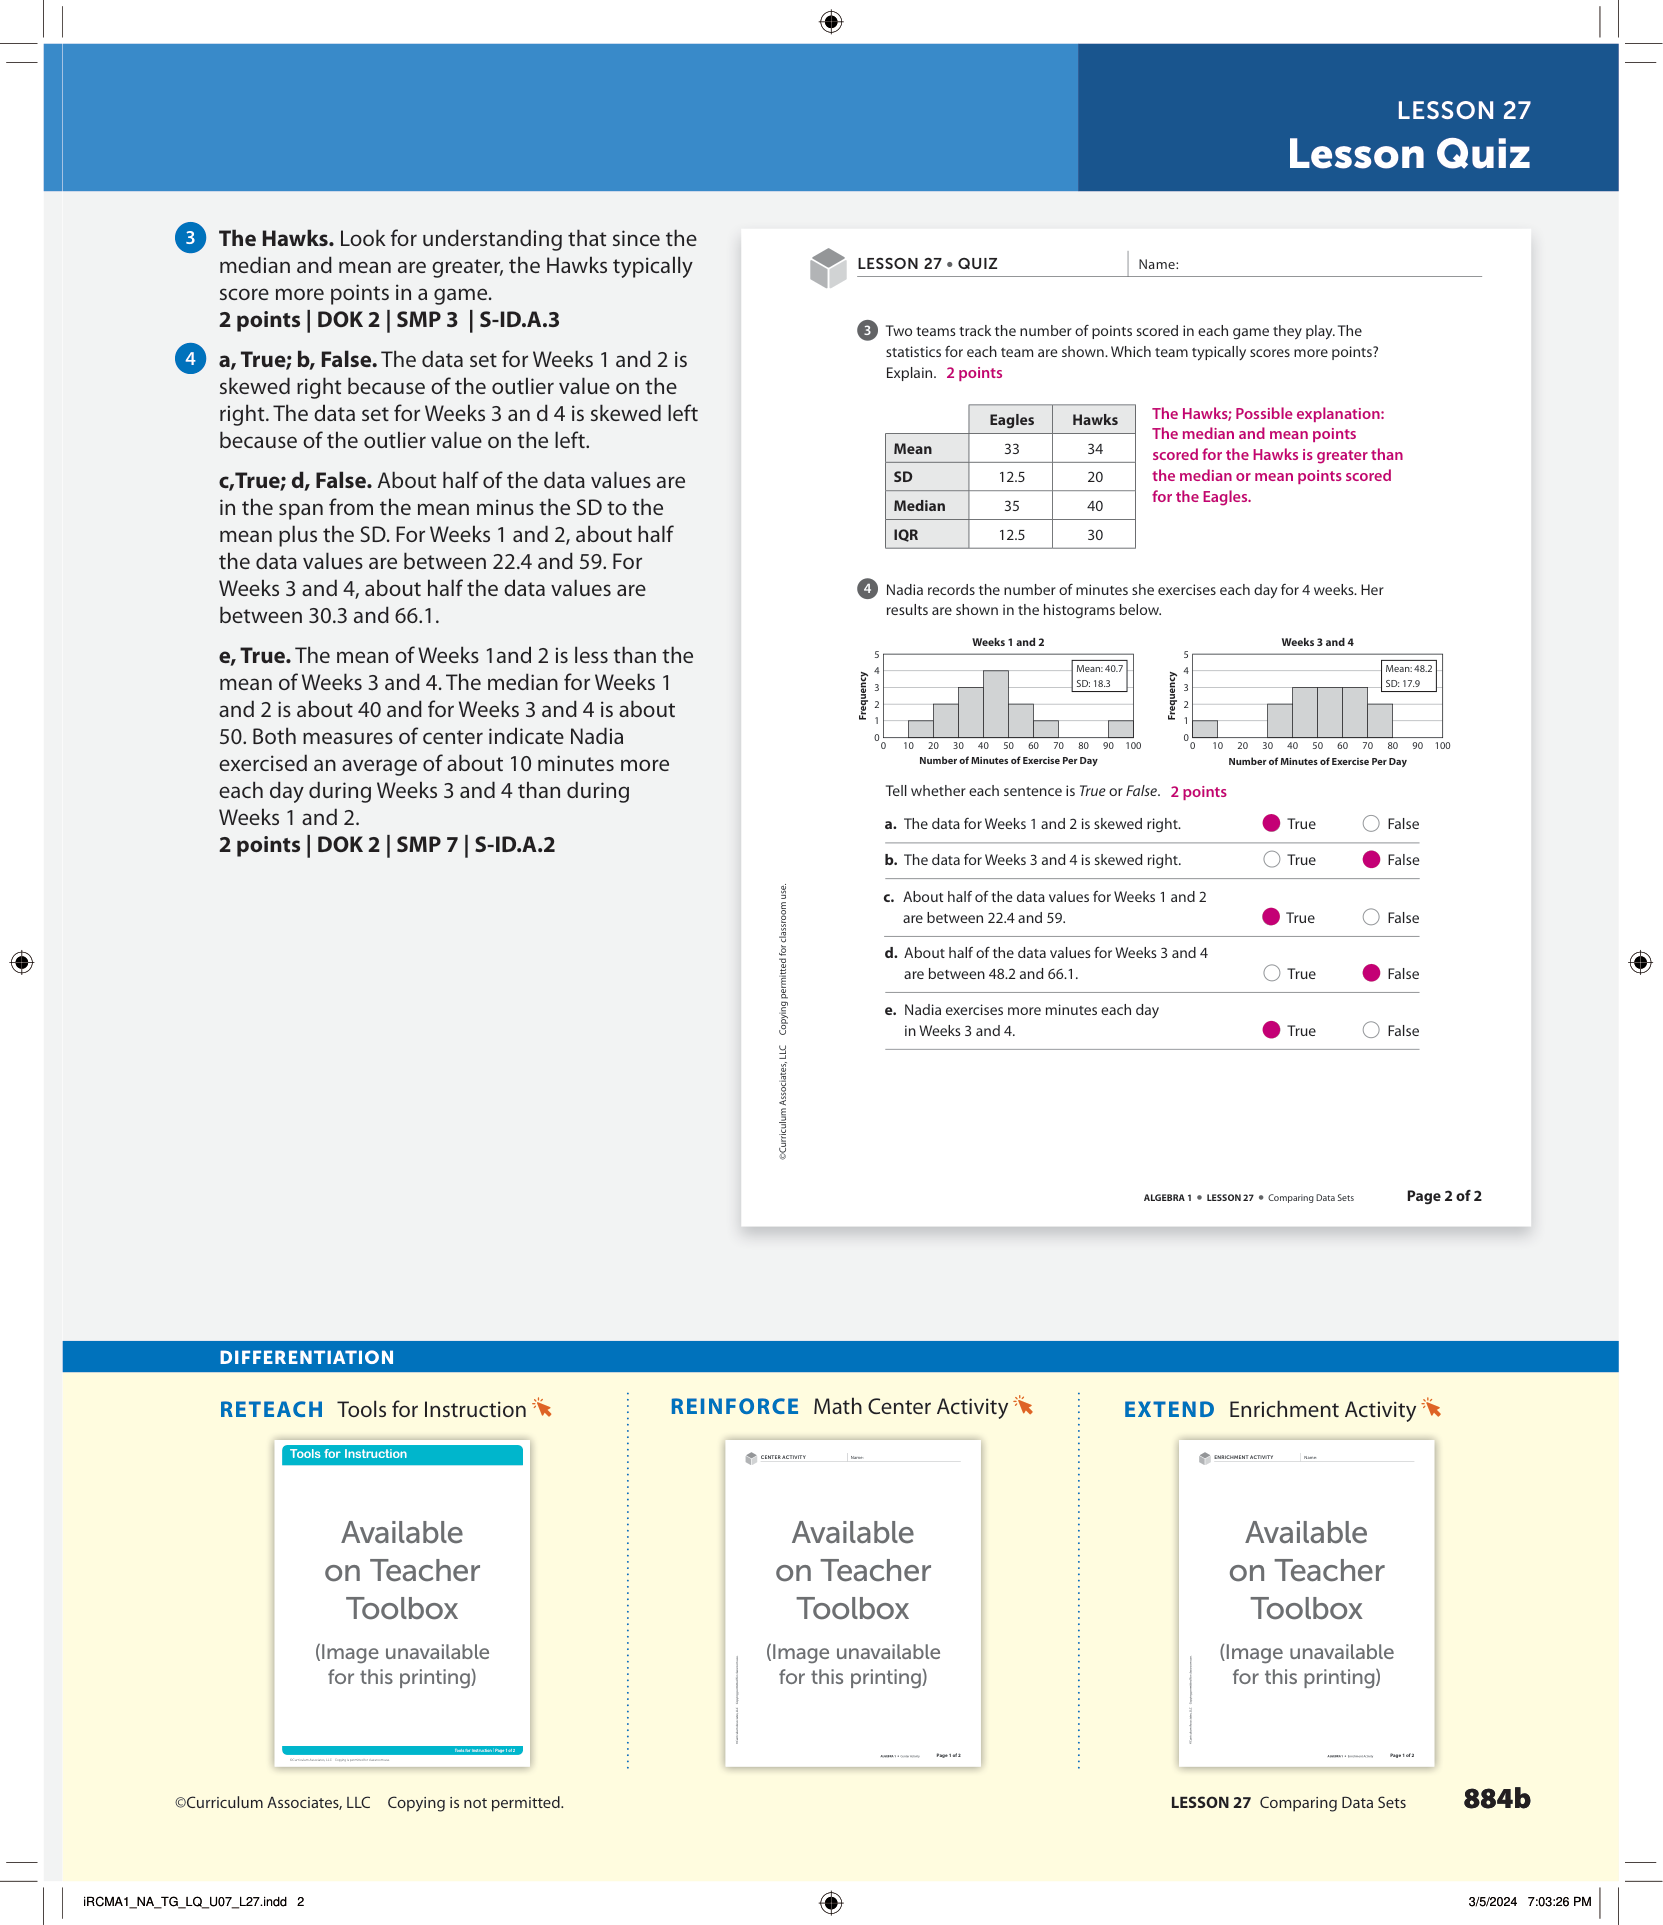 LESSON 27
Lesson Quiz
3 The Hawks. Look for understanding that since the
median and mean are greater, the Hawks typically
score more points in a game.
2 points | DOK 2 | SMP 3 | S-ID.A.3
4 a, True; b, False. The data set for Weeks 1 and 2 is
skewed right because of the outlier value on the
right. The data set for Weeks 3 an d 4 is skewed left
because of the outlier value on the left.
c,True; d, False. About half of the data values are
in the span from the mean minus the SD to the
mean plus the SD. For Weeks 1 and 2, about half
the data values are between 22.4 and 59. For
Weeks 3 and 4, about half the data values are
between 30.3 and 66.1.
e, True. The mean of Weeks 1and 2 is less than the
mean of Weeks 3 and 4. The median for Weeks 1
and 2 is about 40 and for Weeks 3 and 4 is about
50. Both measures of center indicate Nadia
exercised an average of about 10 minutes more
each day during Weeks 3 and 4 than during
Weeks 1 and 2.
2 points | DOK 2 | SMP 7 | S-ID.A.2
LESSON 27 • QUIZ Name:
3 Two teams track the number of points scored in each game they play. The
statistics for each team are shown. Which team typically scores more points?
Explain. 2 points
Eagles Hawks
Mean 33 34
SD 12.5 20
Median 35 40
IQR 12.5 30
The Hawks; Possible explanation:
The median and mean points
scored for the Hawks is greater than
the median or mean points scored
for the Eagles.
4 Nadia records the number of minutes she exercises each day for 4 weeks. Her
results are shown in the histograms below.
Weeks 1 and 2
Frequency
5
4
3
2
1
0
Mean: 40.7
SD: 18.3
0 10 20 30 40 50 60 70 80 90 100
Number of Minutes of Exercise Per Day
Weeks 3 and 4
Frequency
5
4
3
2
1
0
Mean: 48.2
SD: 17.9
0 10 20 30 40 50 60 70 80 90 100
Number of Minutes of Exercise Per Day
Tell whether each sentence is True or False. 2 points
a. The data for Weeks 1 and 2 is skewed right. True False
b. The data for Weeks 3 and 4 is skewed right. True False
c. About half of the data values for Weeks 1 and 2
are between 22.4 and 59. True False
d. About half of the data values for Weeks 3 and 4
are between 48.2 and 66.1. True False
e. Nadia exercises more minutes each day
in Weeks 3 and 4. True False
©Curriculum Associates, LLC Copying permitted for classroom use.
ALGEBRA 1 • LESSON 27 • Comparing Data Sets Page 2 of 2
DIFFERENTIATION
RETEACH Tools for Instruction
Tools for Instruction
Available
on Teacher
Toolbox
(Image unavailable
for this printing)
Tools for Instruction | Page 1 of 2
REINFORCE Math Center Activity
CENTER ACTIVITY Name:
Available
on Teacher
Toolbox
(Image unavailable
for this printing)
Page 1 of 2
EXTEND Enrichment Activity
ENRICHMENT ACTIVITY Name:
Available
on Teacher
Toolbox
(Image unavailable
for this printing)
Page 1 of 2
©Curriculum Associates, LLC Copying is not permitted.
LESSON 27 Comparing Data Sets 884b
iRCMA1_NA_TG_LQ_U07_L27.indd 2
3/5/2024 7:03:26 PM